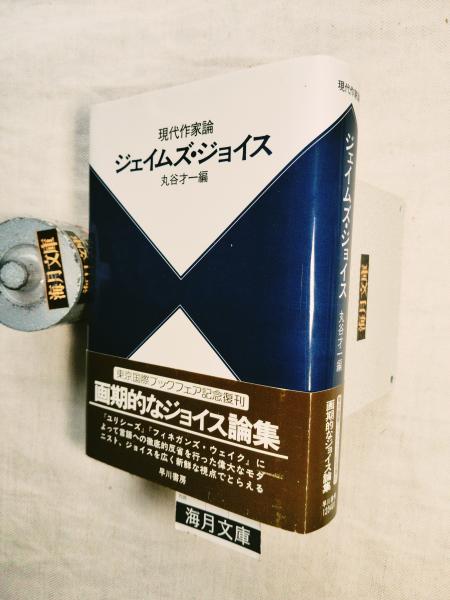 現代作家論
ジェイムズ・ジョイス
丸谷才一編
東京国際ブックフェア記念復刊
画期的なジョイス論集
『ユリシーズ』『フィネガンズ・ウェイク』に
よって言語への徹底的反省を行った偉大なモダ
ニスト、ジョイスを広く新鮮な視点でとらえる
早川書房
現代作家論
ジェイムズ・ジョイス
丸谷才一編
画期的なジョイス論集
早川書房
海月文庫
海月文庫